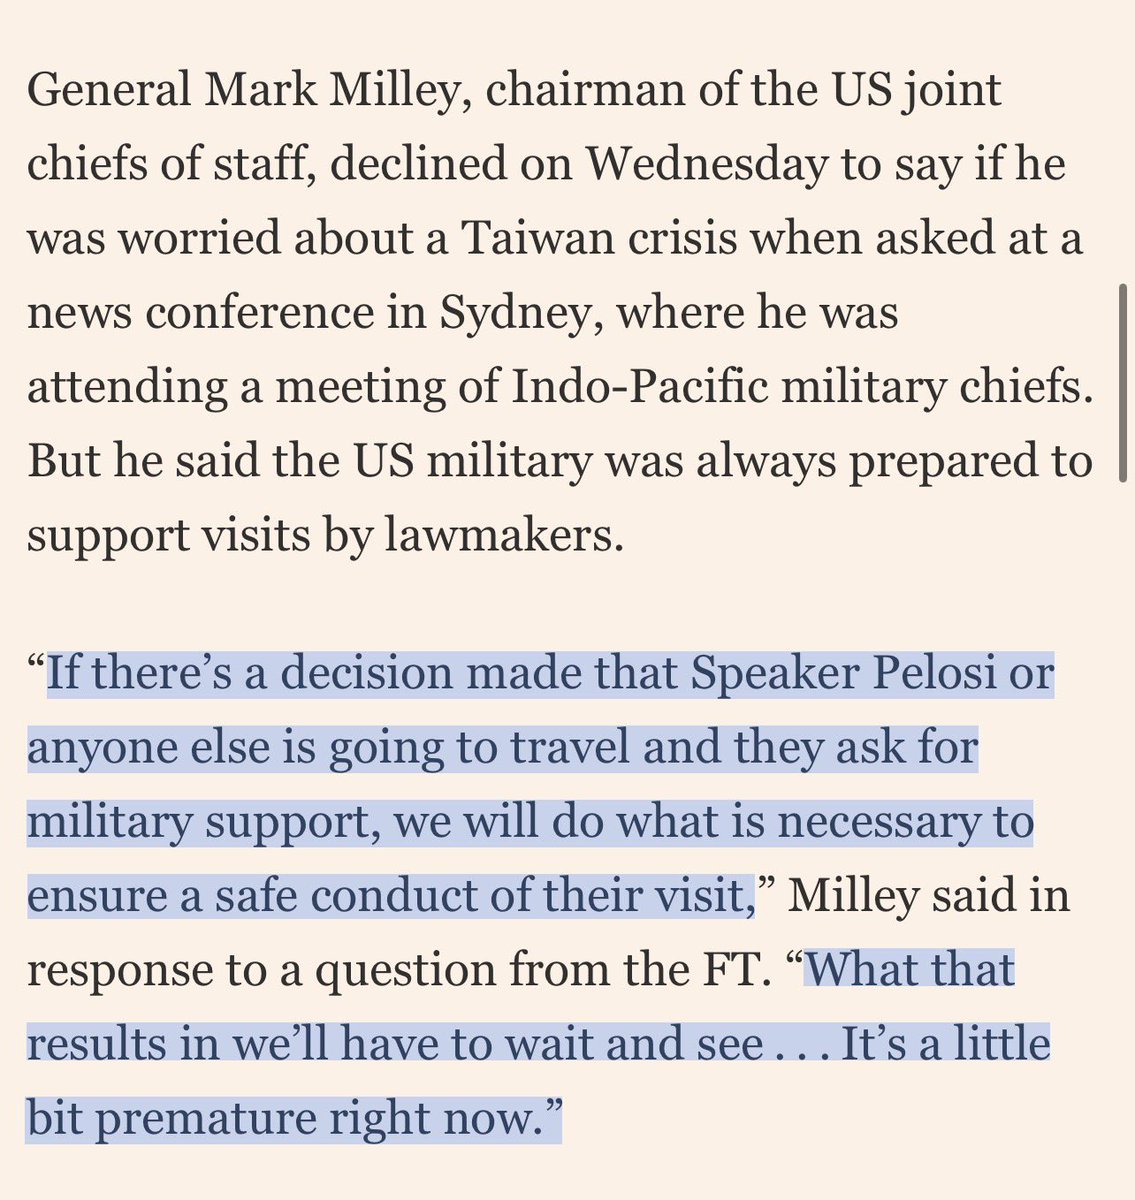 General Mark Milley, chairman of the US joint
chiefs of staff, declined on Wednesday to say if he
was worried about a Taiwan crisis when asked at a
news conference in Sydney, where he was
attending a meeting of Indo-Pacific military chiefs.
But he said the US military was always prepared to
support visits by lawmakers.
“If there’s a decision made that Speaker Pelosi or
anyone else is going to travel and they ask for
military support, we will do what is necessary to
ensure a safe conduct of their visit,” Milley said in
response to a question from the FT. “What that
results in we’ll have to wait and see . . . It’s a little
bit premature right now.”